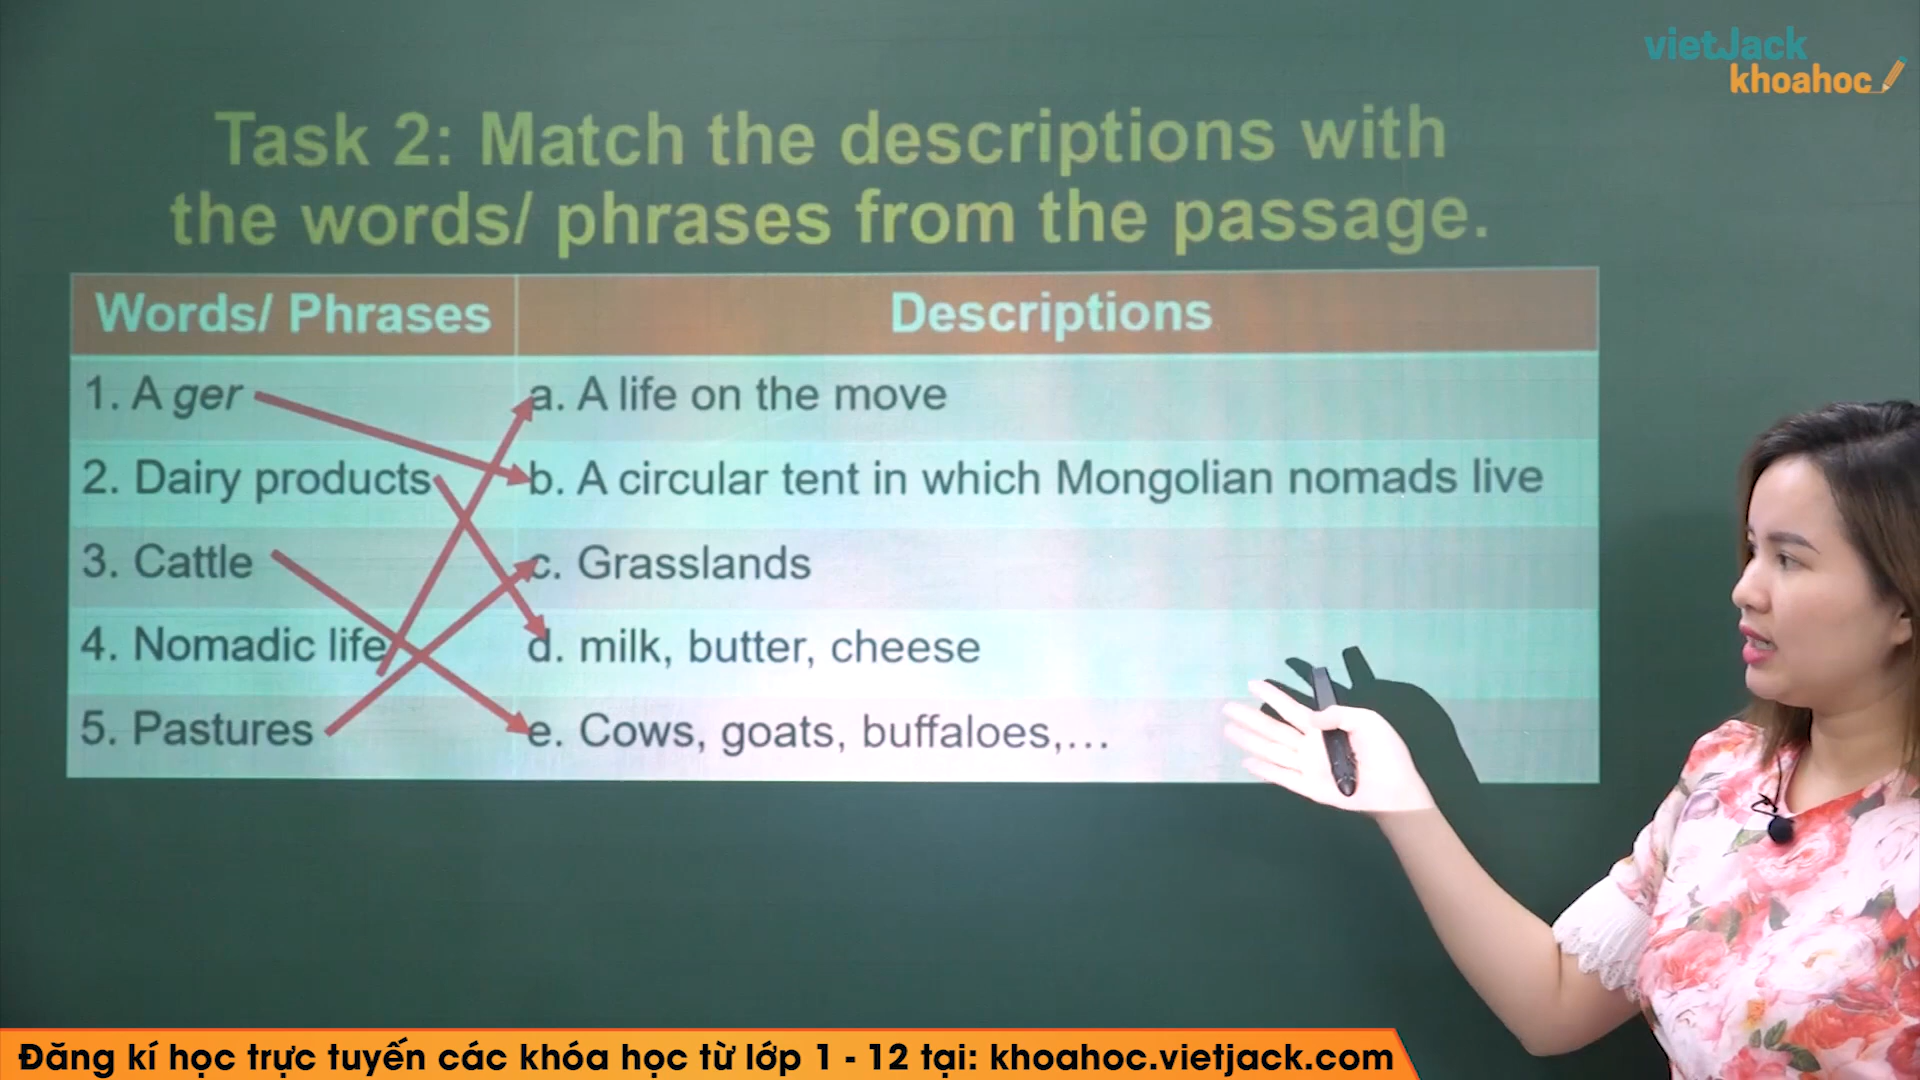 vietJack
khoahoc
Task 2: Match the descriptions with
the words/ phrases from the passage.
Words/ Phrases
Descriptions
1. A ger
a. A life on the move
2. Dairy products
b. A circular tent in which Mongolian nomads live
3. Cattle
c. Grasslands
4. Nomadic life
d. milk, butter, cheese
5. Pastures
e. Cows, goats, buffaloes,...
Đăng kí học trực tuyến các khóa học từ lớp 1 - 12 tại: khoahoc.vietjack.com